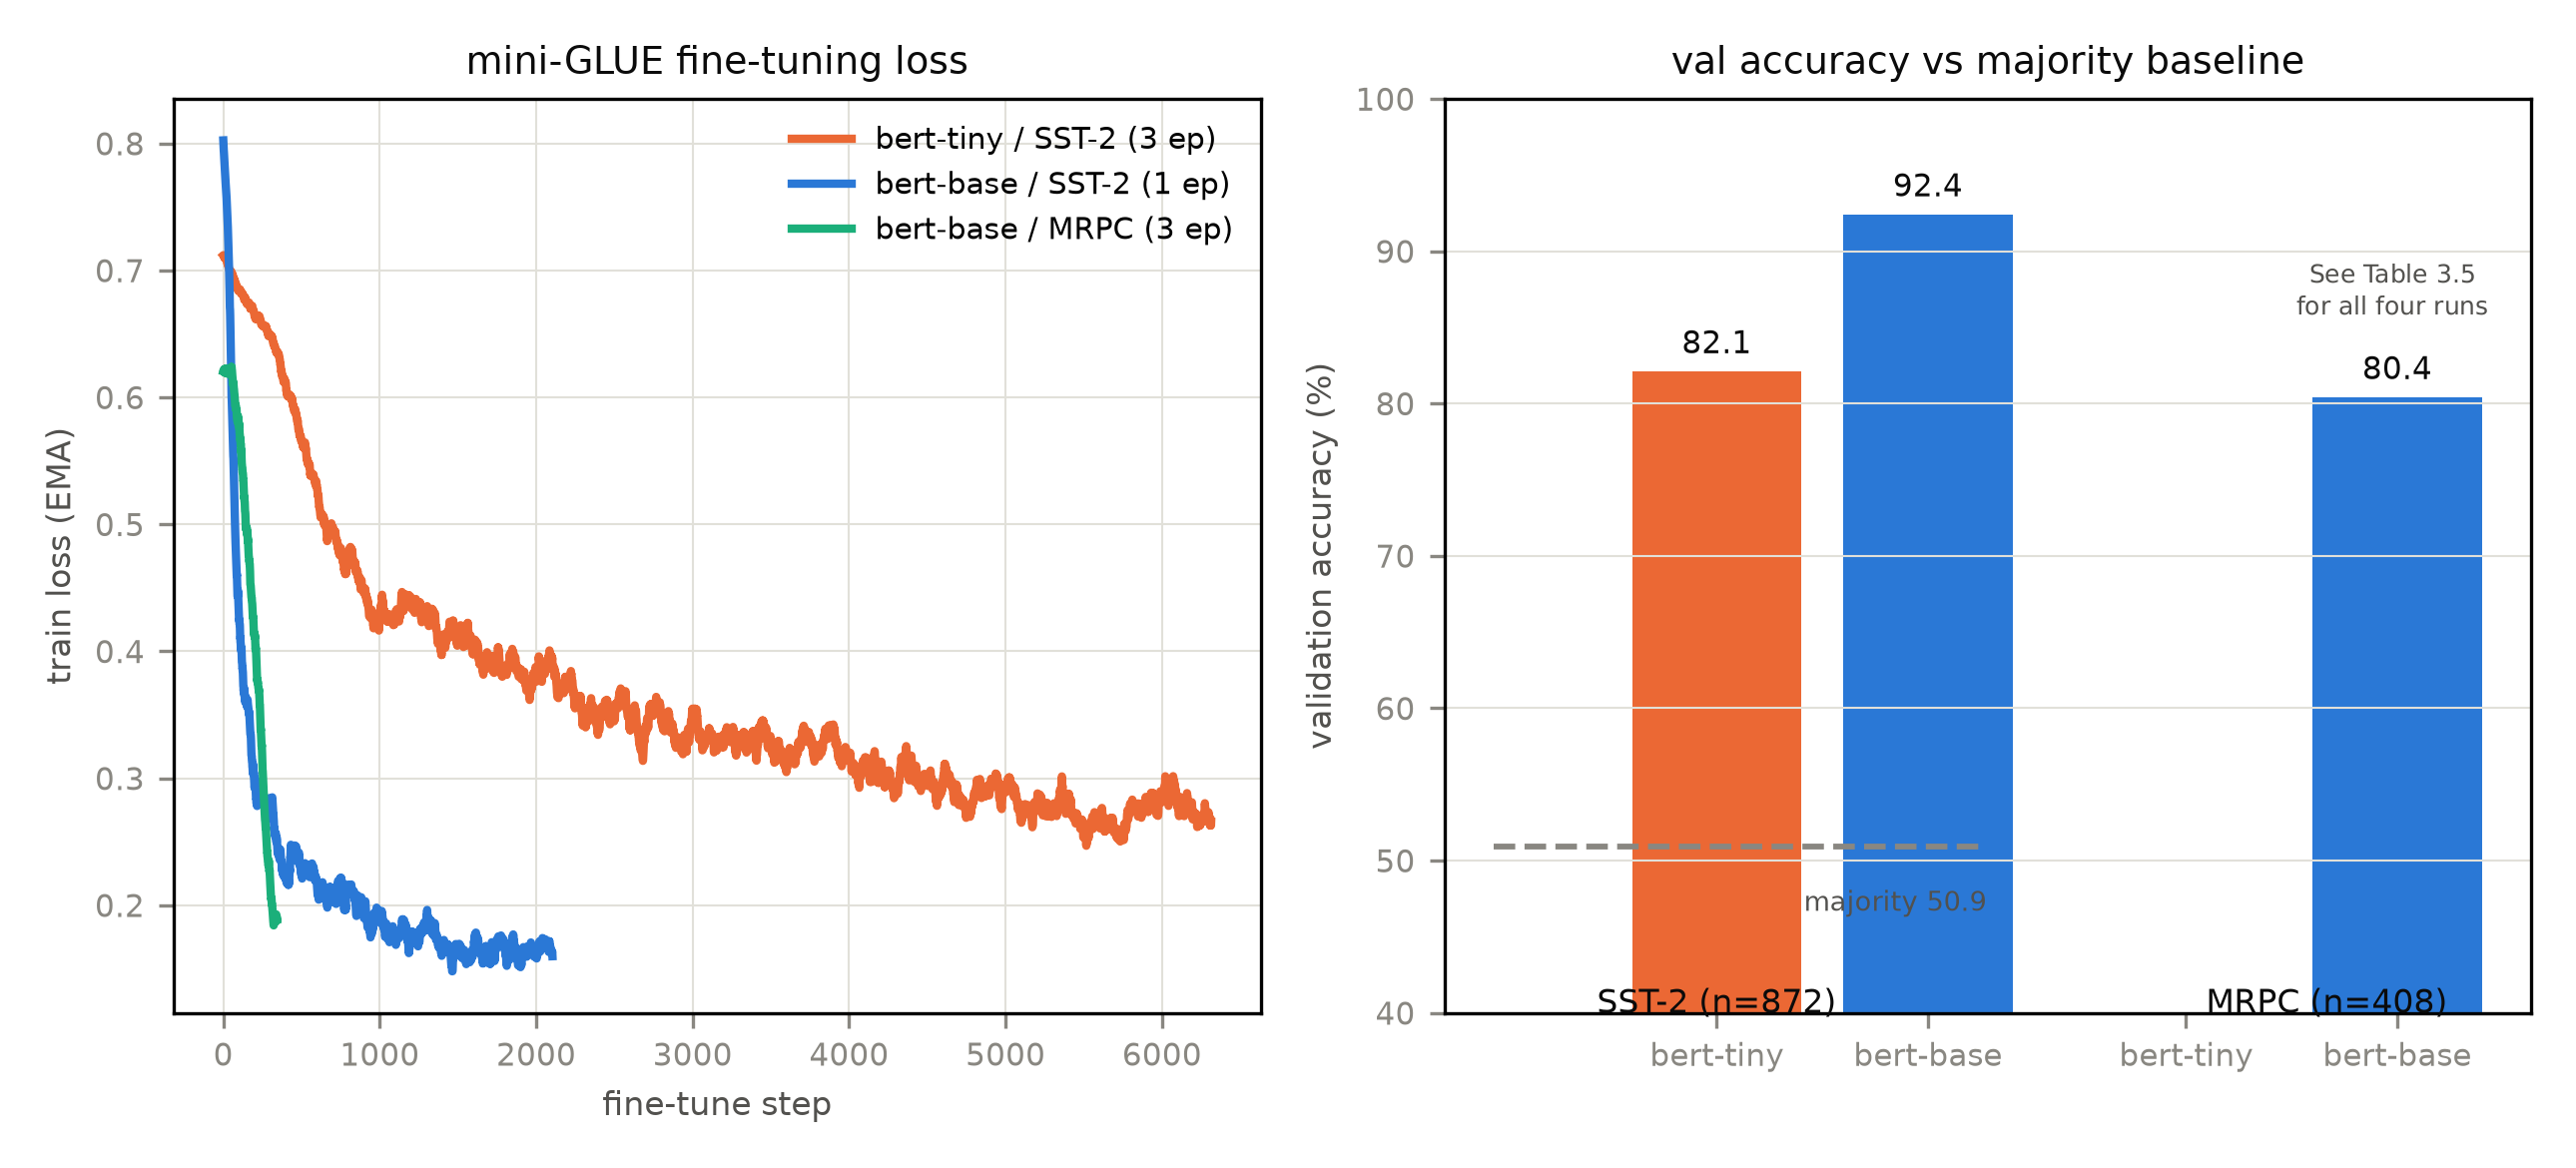 mini-GLUE fine-tuning loss
train loss (EMA)
0.8
0.7
0.6
0.5
0.4
0.3
0.2
bert-tiny / SST-2 (3 ep)
bert-base / SST-2 (1 ep)
bert-base / MRPC (3 ep)
0
1000
2000
3000
4000
5000
6000
fine-tune step
val accuracy vs majority baseline
validation accuracy (%)
100
90
80
70
60
50
40
82.1
92.4
80.4
See Table 3.5
for all four runs
majority 50.9
SST-2 (n=872)
MRPC (n=408)
bert-tiny
bert-base
bert-tiny
bert-base